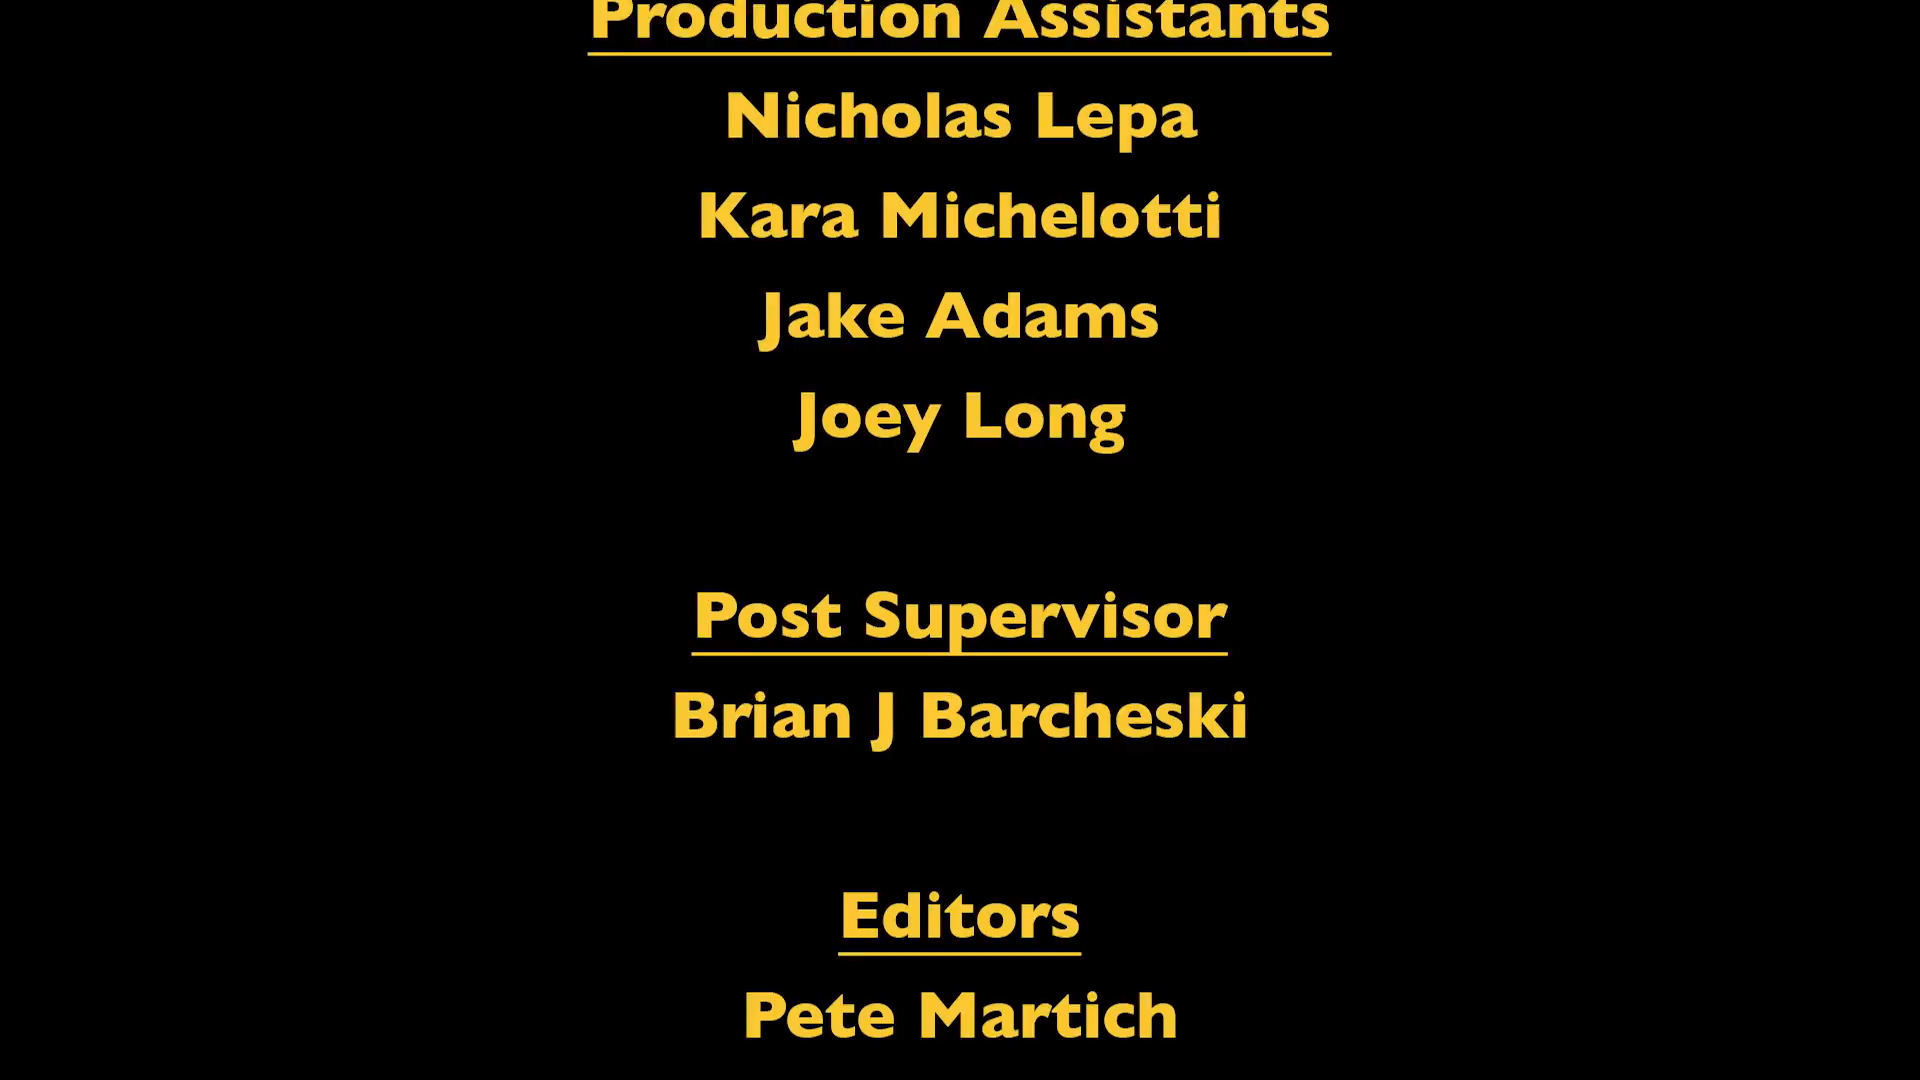 Production Assistants
Nicholas Lepa
Kara Michelotti
Jake Adams
Joey Long
Post Supervisor
Brian J Barcheski
Editors
Pete Martich